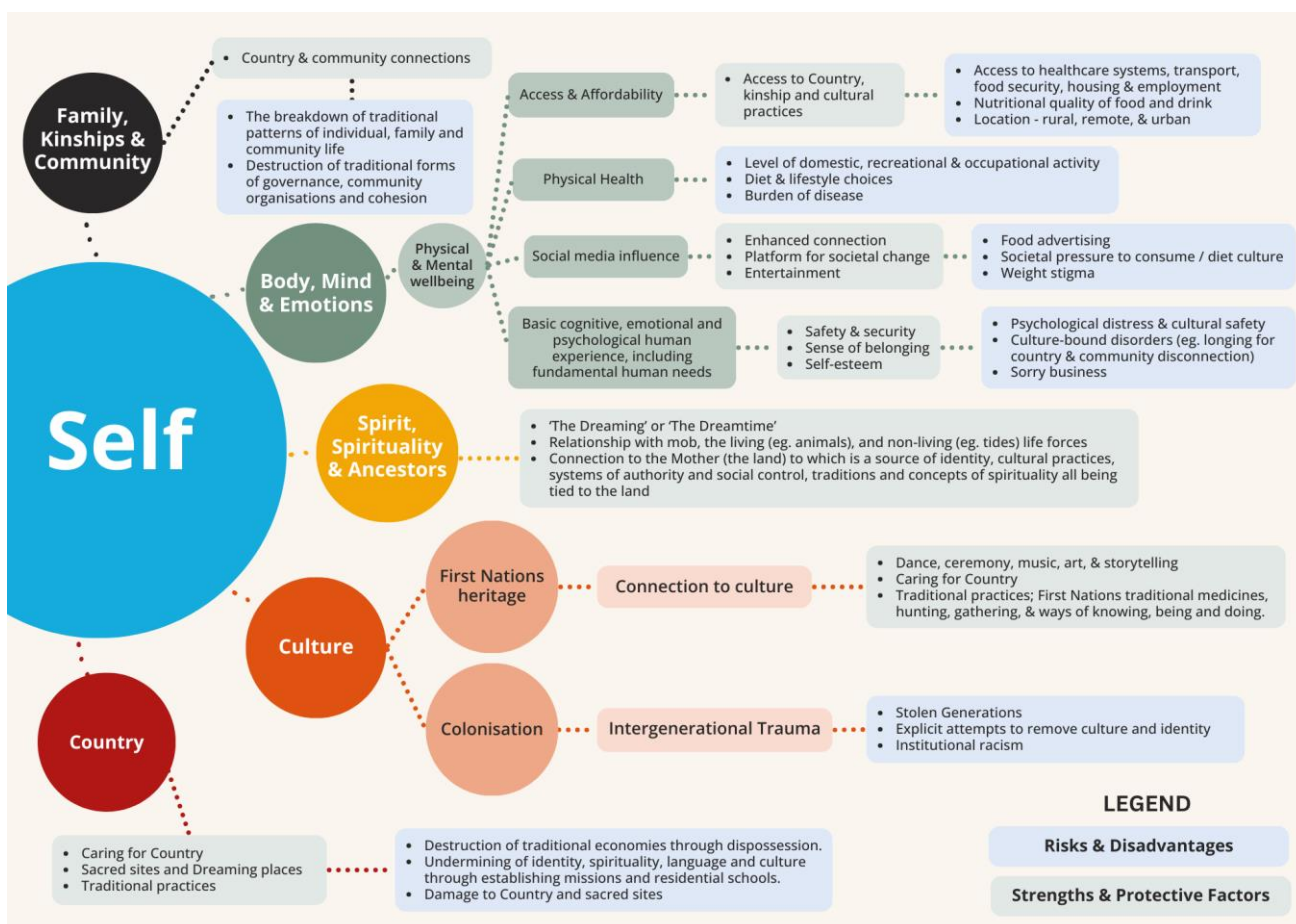 Family,
Kinships &
Community
• Country & community connections
• The breakdown of traditional
patterns of individual, family and
community life
• Destruction of traditional forms
of governance, community
organisations and cohesion
Self
Body, Mind
& Emotions
Physical
& Mental
wellbeing
Access & Affordability
• Access to Country,
kinship and cultural
practices
• Access to healthcare systems, transport,
food security, housing & employment
• Nutritional quality of food and drink
• Location - rural, remote, & urban
Physical Health
• Level of domestic, recreational & occupational activity
• Diet & lifestyle choices
• Burden of disease
Social media influence
• Enhanced connection
• Platform for societal change
• Entertainment
• Food advertising
• Societal pressure to consume / diet culture
• Weight stigma
Basic cognitive, emotional and
psychological human
experience, including
fundamental human needs
• Safety & security
• Sense of belonging
• Self-esteem
• Psychological distress & cultural safety
• Culture-bound disorders (eg. longing for
country & community disconnection)
• Sorry business
Spirit,
Spirituality
& Ancestors
• ‘The Dreaming’ or ‘The Dreamtime’
• Relationship with mob, the living (eg. animals), and non-living (eg. tides) life forces
• Connection to the Mother (the land) to which is a source of identity, cultural practices,
systems of authority and social control, traditions and concepts of spirituality all being
tied to the land
Culture
First Nations
heritage
Connection to culture
• Dance, ceremony, music, art, & storytelling
• Caring for Country
• Traditional practices; First Nations traditional medicines,
hunting, gathering, & ways of knowing, being and doing.
Colonisation
Intergenerational Trauma
• Stolen Generations
• Explicit attempts to remove culture and identity
• Institutional racism
Country
• Caring for Country
• Sacred sites and Dreaming places
• Traditional practices
• Destruction of traditional economies through dispossession.
• Undermining of identity, spirituality, language and culture
through establishing missions and residential schools.
• Damage to Country and sacred sites
LEGEND
Risks & Disadvantages
Strengths & Protective Factors